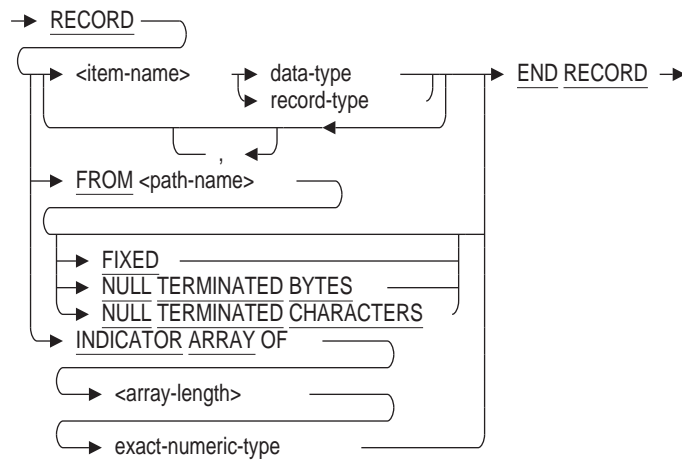 RECORD
<item-name> data-type END RECORD
record-type
,
FROM <path-name>
FIXED
NULL TERMINATED BYTES
NULL TERMINATED CHARACTERS
INDICATOR ARRAY OF
<array-length>
exact-numeric-type